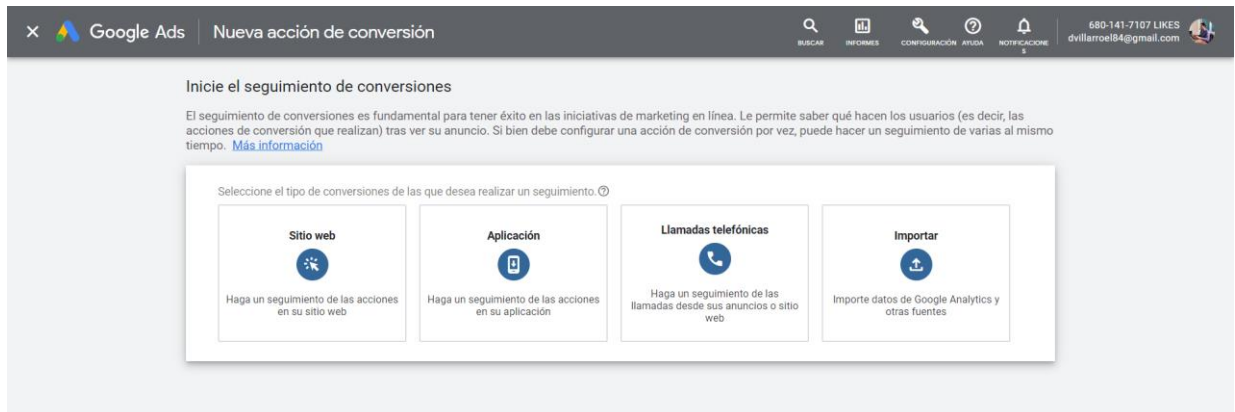 Google Ads
Nueva acción de conversión
BUSCAR
INFORMES
CONFIGURACIÓN
AYUDA
NOTIFICACIONE
S
680-141-7107 LIKES
dvillarroel84@gmail.com
Inicie el seguimiento de conversiones
El seguimiento de conversiones es fundamental para tener éxito en las iniciativas de marketing en línea. Le permite saber qué hacen los usuarios (es decir, las
acciones de conversión que realizan) tras ver su anuncio. Si bien debe configurar una acción de conversión por vez, puede hacer un seguimiento de varias al mismo
tiempo. Más información
Seleccione el tipo de conversiones de las que desea realizar un seguimiento.
Sitio web
Haga un seguimiento de las acciones
en su sitio web
Aplicación
Haga un seguimiento de las acciones
en su aplicación
Llamadas telefónicas
Haga un seguimiento de las
llamadas desde sus anuncios o sitio
web
Importar
Importe datos de Google Analytics y
otras fuentes